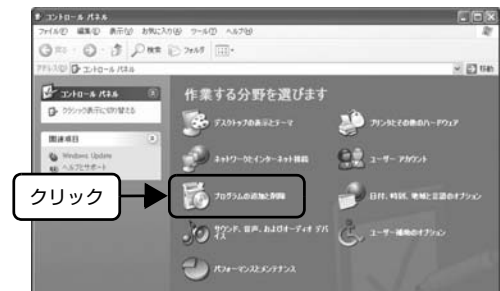 コントロール パネル
ファイル(F) 編集(E) 表示(V) お気に入り(A) ツール(T) ヘルプ(H)
戻る 検索 フォルダ
アドレス(D) コントロール パネル 移動
コントロール パネル
クラシック表示に切り替える
関連項目
Windows Update
ヘルプとサポート
作業する分野を選びます
デスクトップの表示とテーマ
プリンタとその他のハードウェア
ネットワークとインターネット接続
ユーザー アカウント
クリック
プログラムの追加と削除
日付、時刻、地域と言語のオプション
サウンド、音声、およびオーディオ デバイス
ユーザー補助のオプション
パフォーマンスとメンテナンス